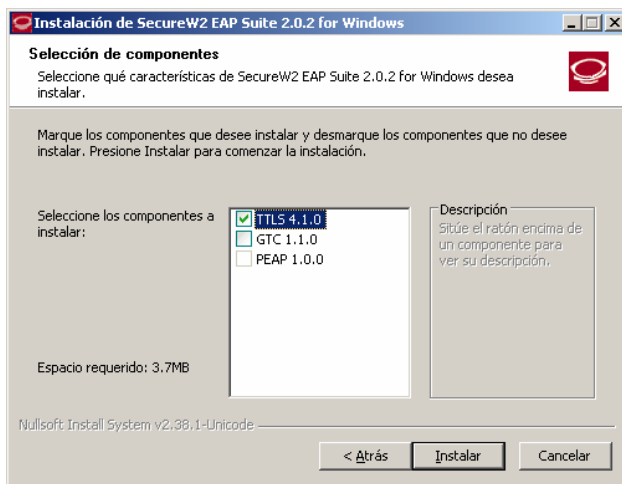 Instalación de SecureW2 EAP Suite 2.0.2 for Windows
Selección de componentes
Seleccione qué características de SecureW2 EAP Suite 2.0.2 for Windows desea
instalar.
Marque los componentes que desee instalar y desmarque los componentes que no desee
instalar. Presione Instalar para comenzar la instalación.
Seleccione los componentes a
instalar:
TTLS 4.1.0
GTC 1.1.0
PEAP 1.0.0
Descripción
Sitúe el ratón encima de
un componente para
ver su descripción.
Espacio requerido: 3.7MB
Nullsoft Install System v2.38.1-Unicode
< Atrás
Instalar
Cancelar